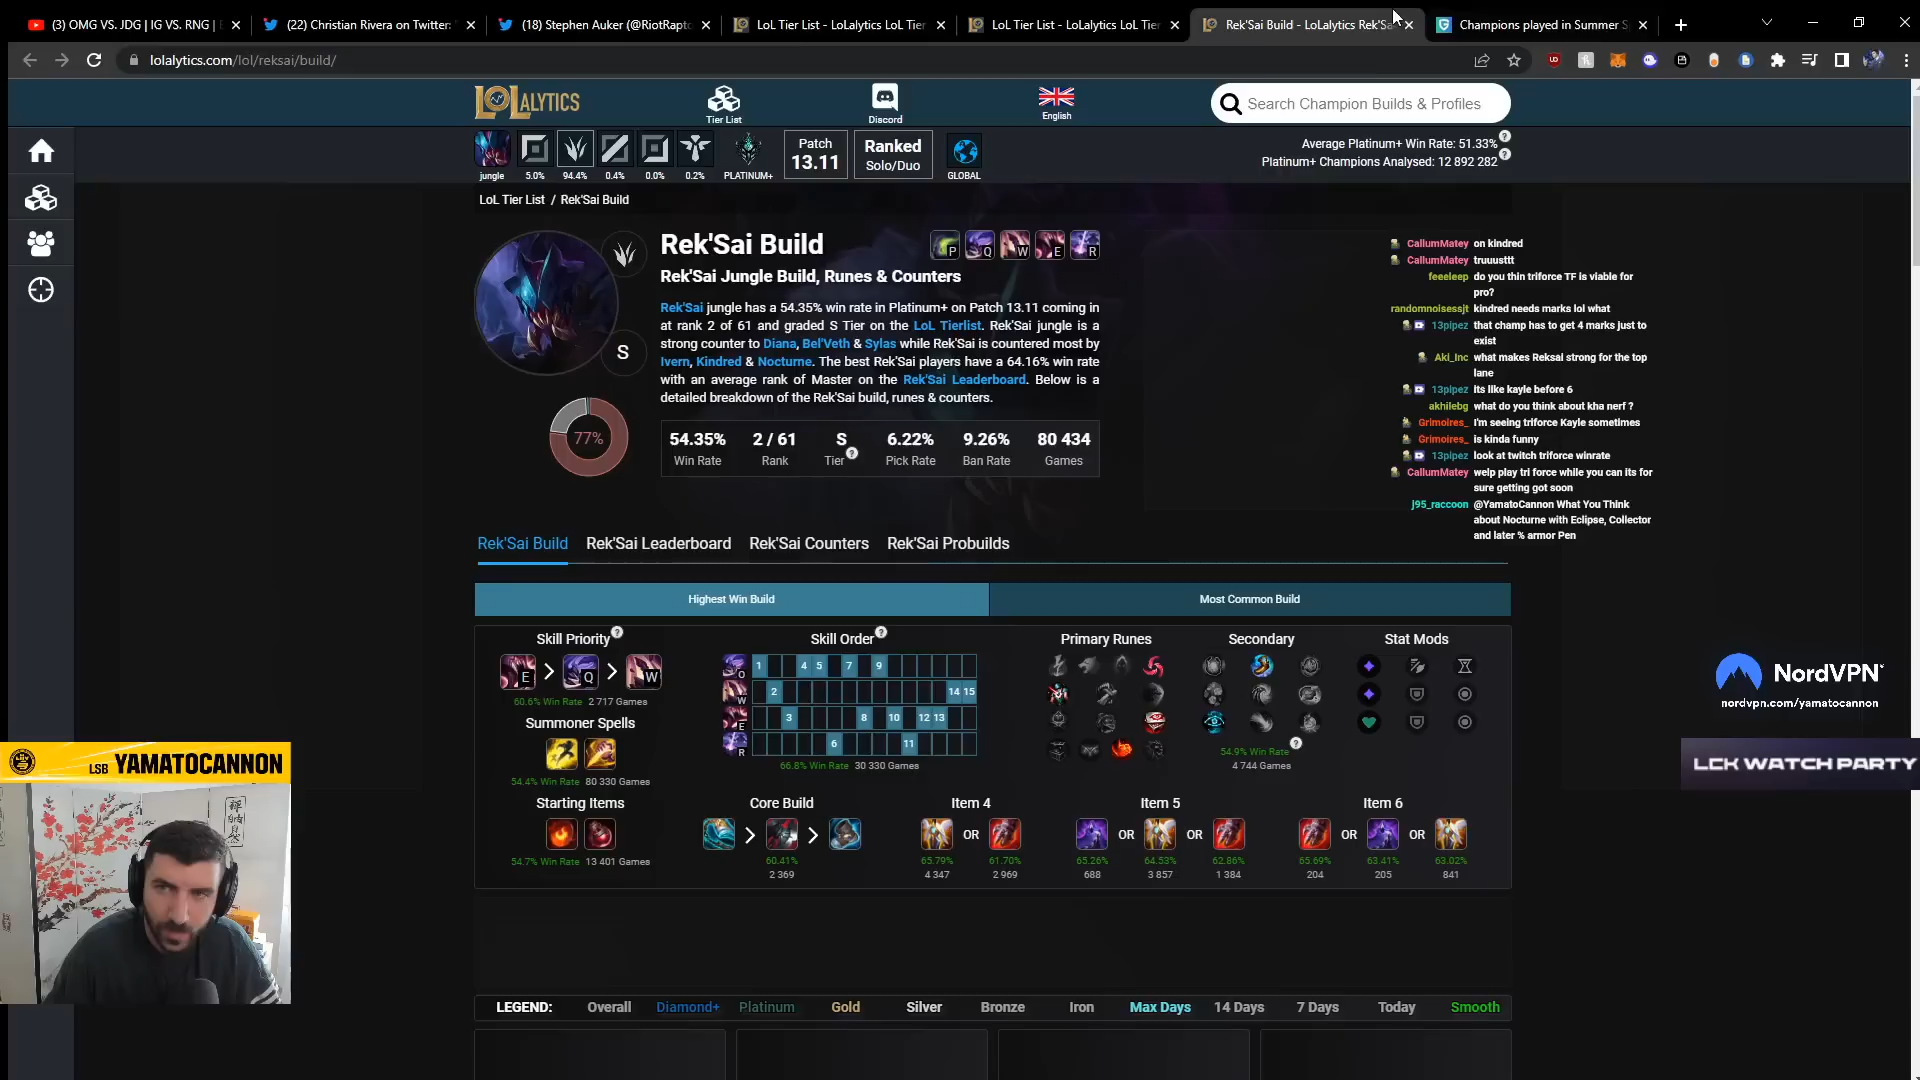 (3) OMG VS. JDG | IG VS. RNG |
(22) Christian Rivera on Twitter:
(18) Stephen Auker (@RiotRapto
LoL Tier List - LoLalytics LoL Tier
LoL Tier List - LoLalytics LoL Tier
Rek'Sai Build - LoLalytics Rek'Sa
Champions played in Summer S
lolalytics.com/lol/reksai/build/
LOLALYTICS
Tier List
Discord
English
Search Champion Builds & Profiles
jungle
5.0%
94.4%
0.4%
0.0%
0.2%
PLATINUM+
Patch
13.11
Ranked
Solo/Duo
GLOBAL
Average Platinum+ Win Rate: 51.33%
Platinum+ Champions Analysed: 12 892 282
LoL Tier List / Rek'Sai Build
Rek'Sai Build
P Q W E R
Rek'Sai Jungle Build, Runes & Counters
Rek'Sai jungle has a 54.35% win rate in Platinum+ on Patch 13.11 coming in
at rank 2 of 61 and graded S Tier on the LoL Tierlist. Rek'Sai jungle is a
strong counter to Diana, Bel'Veth & Sylas while Rek'Sai is countered most by
Ivern, Kindred & Nocturne. The best Rek'Sai players have a 64.16% win rate
with an average rank of Master on the Rek'Sai Leaderboard. Below is a
detailed breakdown of the Rek'Sai build, runes & counters.
S
77%
54.35%
Win Rate
2 / 61
Rank
S
Tier
6.22%
Pick Rate
9.26%
Ban Rate
80 434
Games
CallumMatey on kindred
CallumMatey truuusttt
feeeleep do you thin triforce TF is viable for
pro?
randomnoisessjt kindred needs marks lol what
13pipez that champ has to get 4 marks just to
exist
Aki_Inc what makes Reksai strong for the top
lane
13pipez its like kayle before 6
akhilebg what do you think about kha nerf ?
Grimoires_ I'm seeing triforce Kayle sometimes
Grimoires_ is kinda funny
13pipez look at twitch triforce winrate
CallumMatey welp play tri force while you can its for
sure getting got soon
j95_raccoon @YamatoCannon What You Think
about Nocturne with Eclipse, Collector
and later % armor Pen
Rek'Sai Build
Rek'Sai Leaderboard
Rek'Sai Counters
Rek'Sai Probuilds
Highest Win Build
Most Common Build
Skill Priority
E > Q > W
60.6% Win Rate 2 717 Games
Summoner Spells
54.4% Win Rate 80 330 Games
Starting Items
54.7% Win Rate 13 401 Games
Skill Order
Q 1 4 5 7 9
W 2 14 15
E 3 8 10 12 13
R 6 11
66.8% Win Rate 30 330 Games
Primary Runes
Secondary
54.9% Win Rate
4 744 Games
Stat Mods
Core Build
60.41%
2 369
Item 4
OR
65.79%
4 347
61.70%
2 969
Item 5
OR
OR
65.26%
688
64.53%
3 857
62.86%
1 384
Item 6
OR
OR
65.69%
204
63.41%
205
63.02%
841
NordVPN
nordvpn.com/yamatocannon
LCK WATCH PARTY
LSB YAMATOCANNON
LEGEND:
Overall
Diamond+
Platinum
Gold
Silver
Bronze
Iron
Max Days
14 Days
7 Days
Today
Smooth